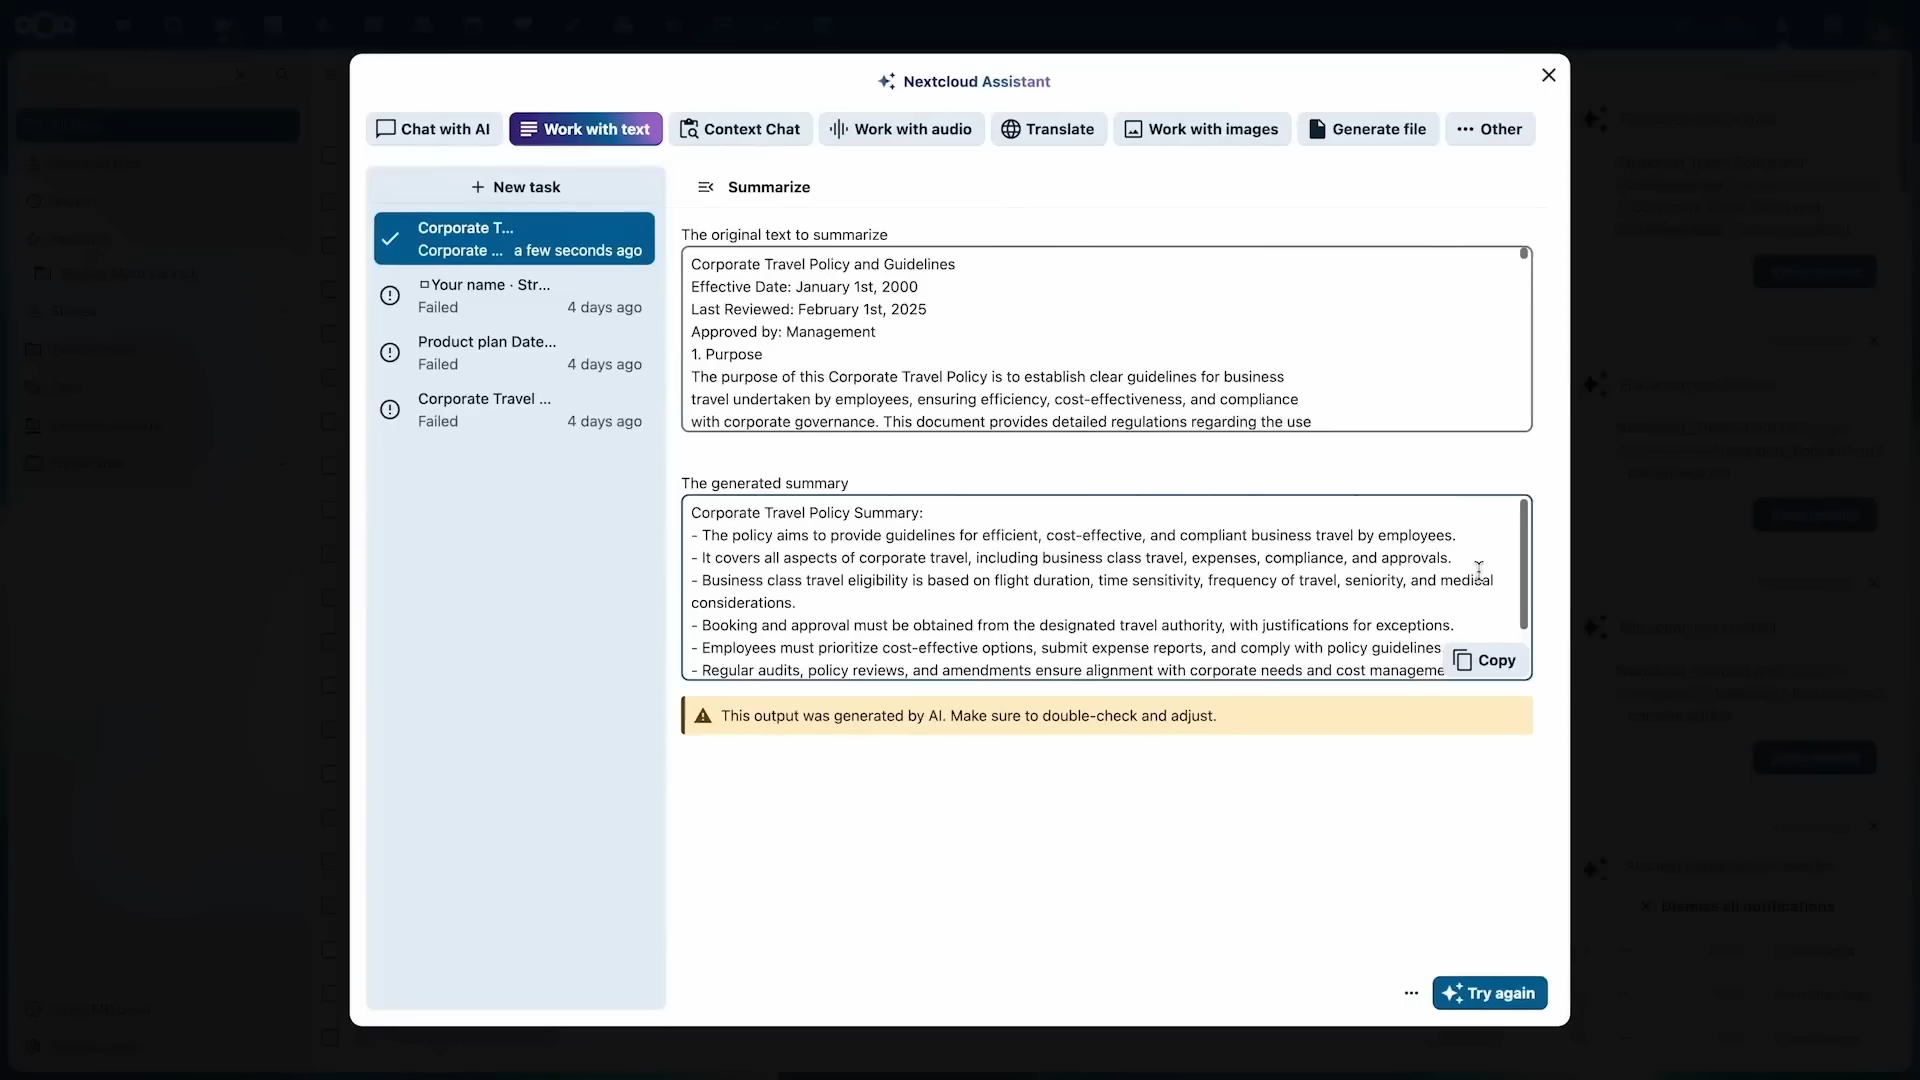 Nextcloud Assistant
Chat with AI
Work with text
Context Chat
Work with audio
Translate
Work with images
Generate file
Other
New task
Summarize
Corporate T...
Corporate ... a few seconds ago
Your name · Str...
Failed 4 days ago
Product plan Date...
Failed 4 days ago
Corporate Travel ...
Failed 4 days ago
The original text to summarize
Corporate Travel Policy and Guidelines
Effective Date: January 1st, 2000
Last Reviewed: February 1st, 2025
Approved by: Management
1. Purpose
The purpose of this Corporate Travel Policy is to establish clear guidelines for business
travel undertaken by employees, ensuring efficiency, cost-effectiveness, and compliance
with corporate governance. This document provides detailed regulations regarding the use
The generated summary
Corporate Travel Policy Summary:
- The policy aims to provide guidelines for efficient, cost-effective, and compliant business travel by employees.
- It covers all aspects of corporate travel, including business class travel, expenses, compliance, and approvals.
- Business class travel eligibility is based on flight duration, time sensitivity, frequency of travel, seniority, and medical
considerations.
- Booking and approval must be obtained from the designated travel authority, with justifications for exceptions.
- Employees must prioritize cost-effective options, submit expense reports, and comply with policy guidelines
- Regular audits, policy reviews, and amendments ensure alignment with corporate needs and cost manageme
Copy
This output was generated by AI. Make sure to double-check and adjust.
Dismiss all notifications
Try again